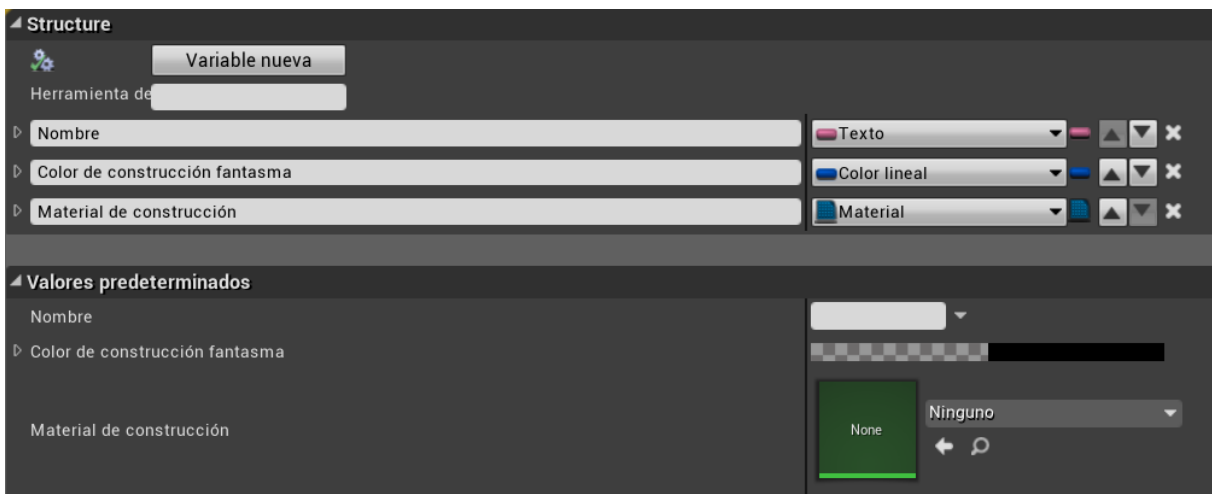 Structure
Variable nueva
Herramienta de
Nombre Texto
Color de construcción fantasma Color lineal
Material de construcción Material
Valores predeterminados
Nombre
Color de construcción fantasma
Material de construcción None Ninguno